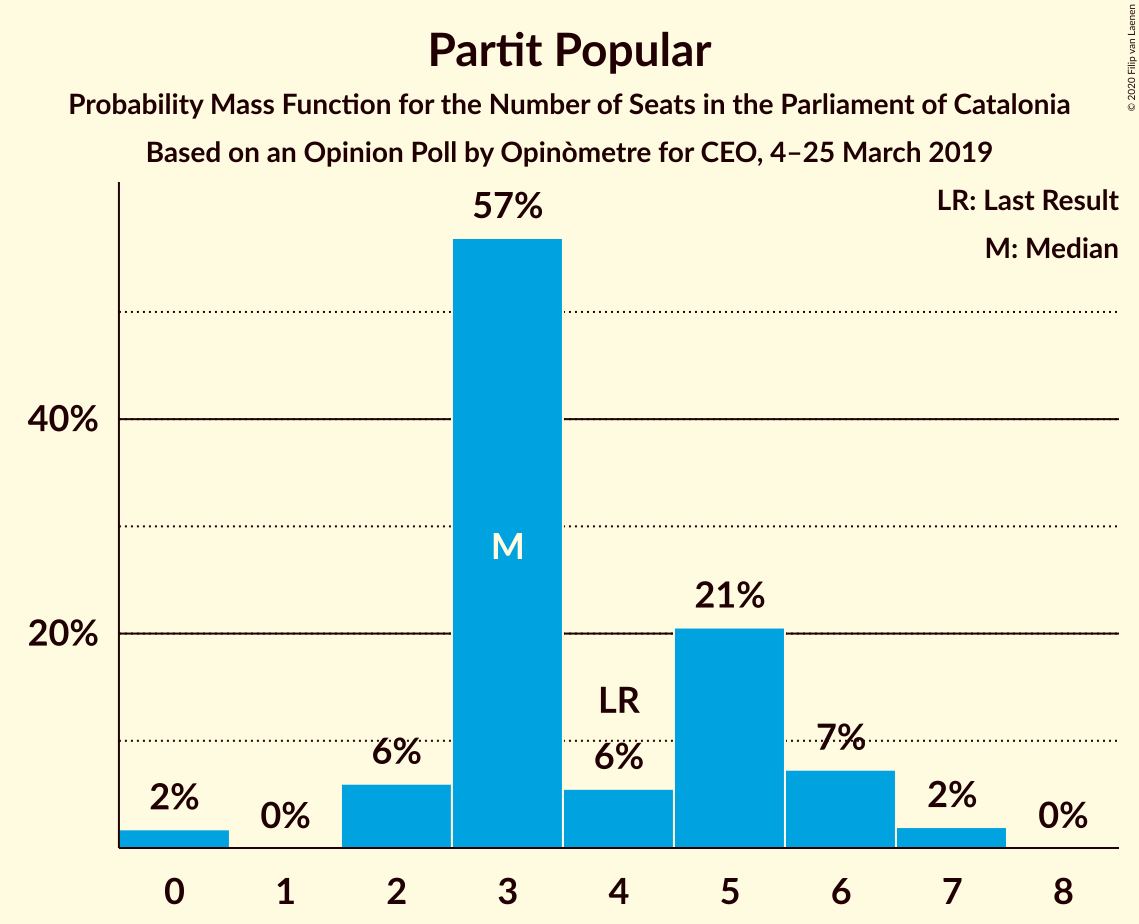 Partit Popular
Probability Mass Function for the Number of Seats in the Parliament of Catalonia
Based on an Opinion Poll by Opinòmetre for CEO, 4–25 March 2019
© 2020 Filip van Laenen
LR: Last Result
M: Median
57%
40%
M
21%
20%
LR
6%
6%
7%
2%
0%
2%
0%
0 1 2 3 4 5 6 7 8